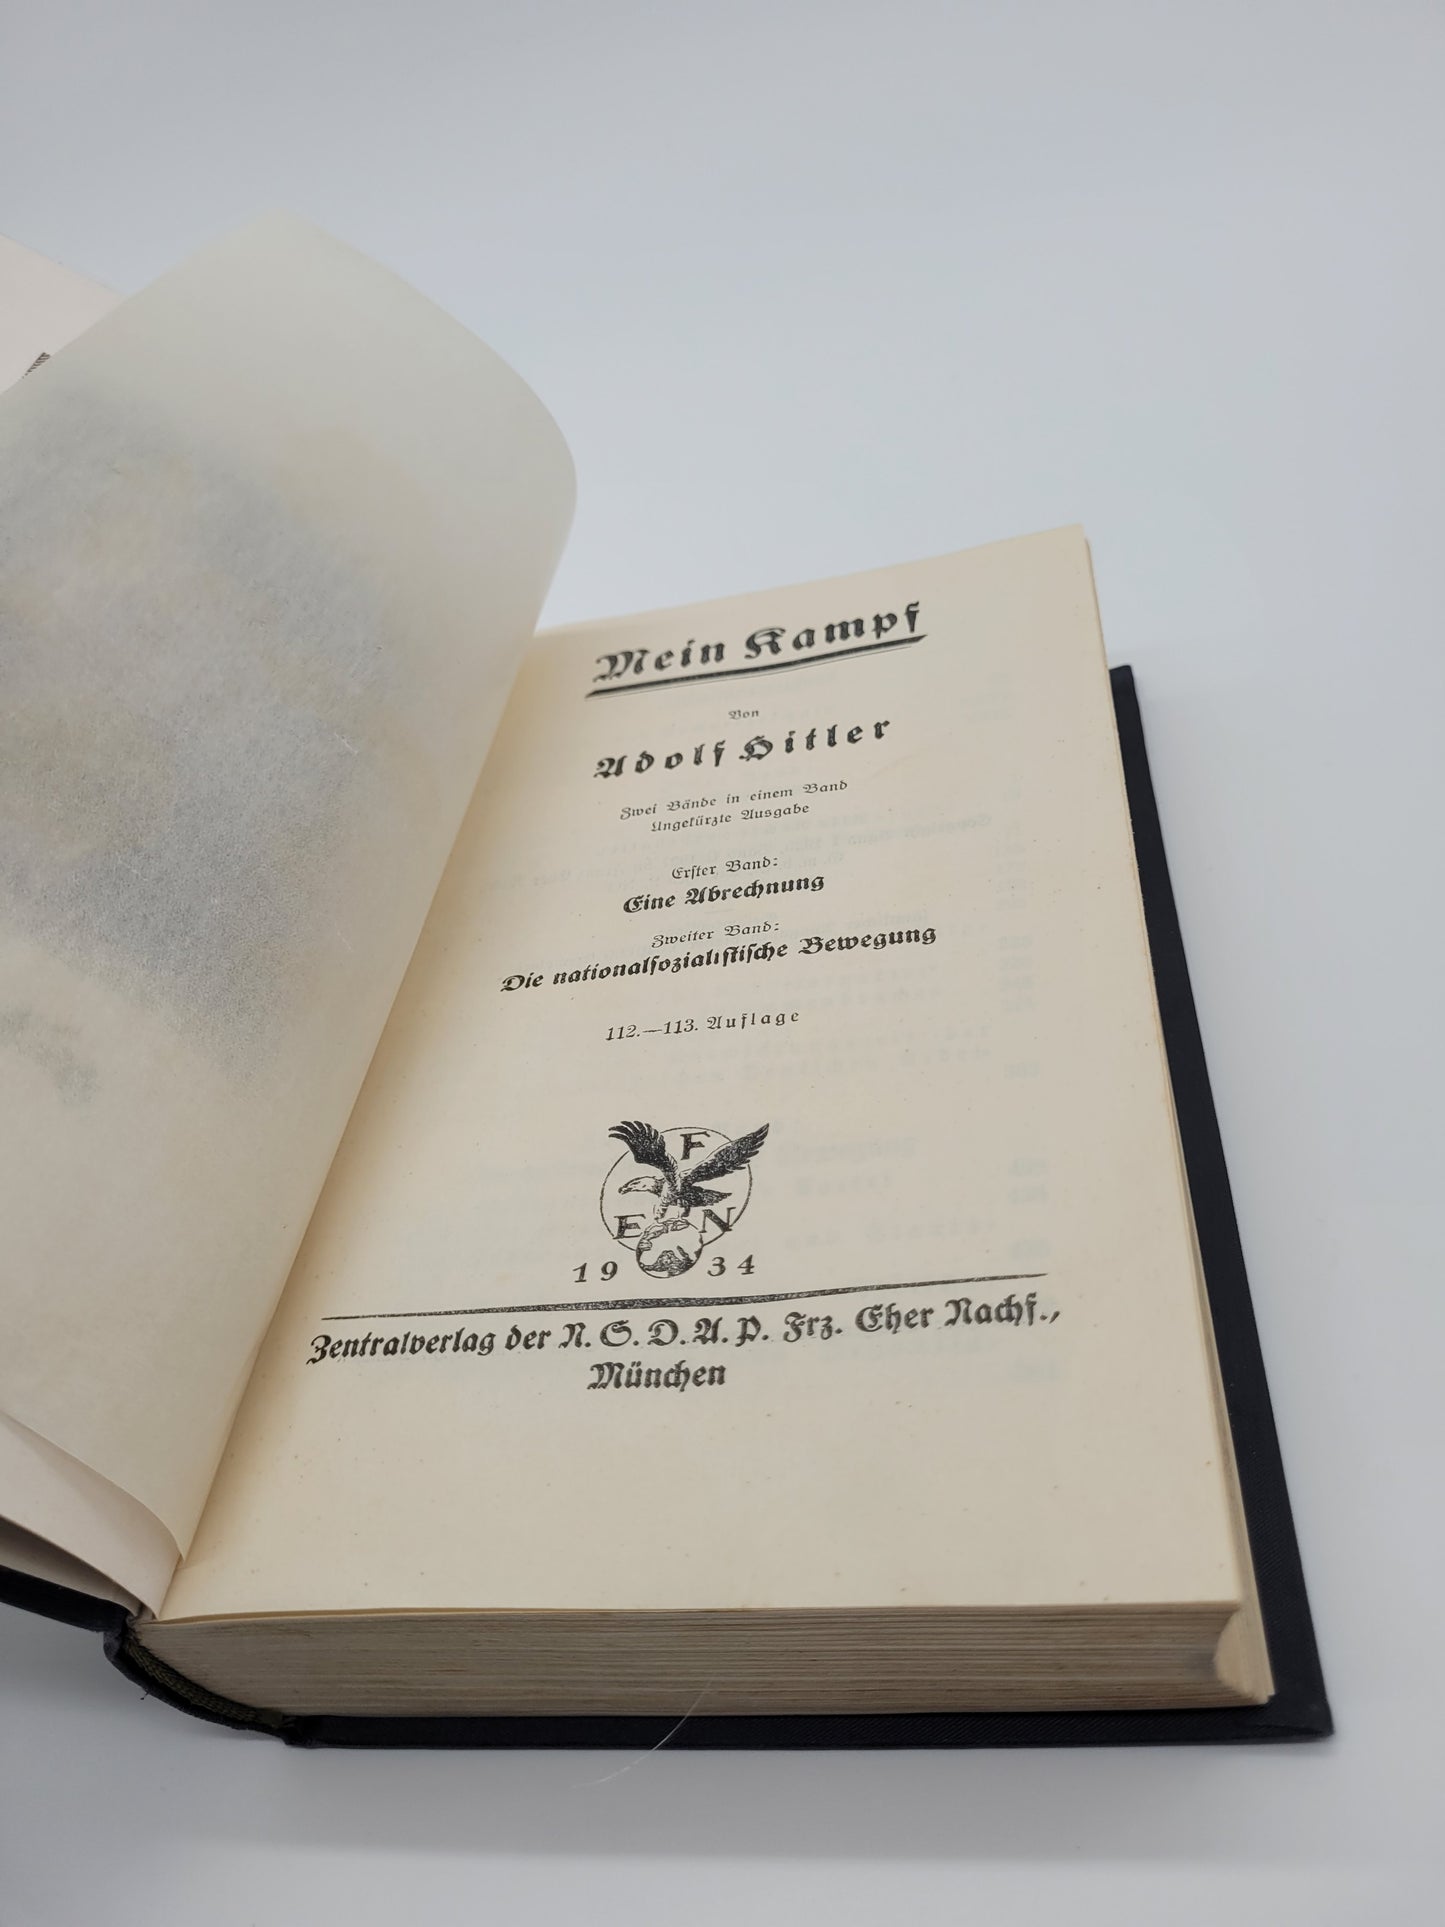 Mein Kampf
Von
Adolf Hitler
Zwei Bände in einem Band
Ungekürzte Ausgabe
Erster Band:
Eine Abrechnung
Zweiter Band:
Die nationalsozialistische Bewegung
112.—113. Auflage
F
E N
19 34
Zentralverlag der N. S. D. A. P. Frz. Eher Nachf.,
München